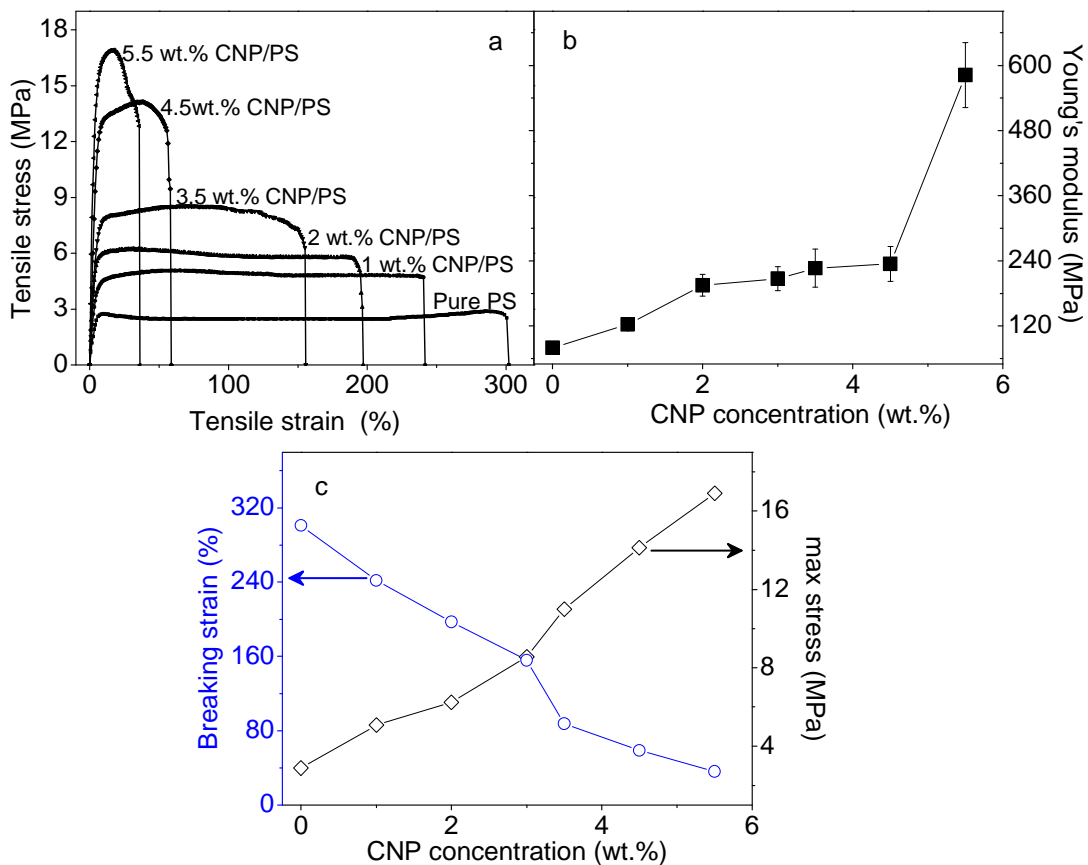 18
15
12
9
6
3
0
Tensile stress (MPa)
a
5.5 wt.% CNP/PS
4.5wt.% CNP/PS
3.5 wt.% CNP/PS
2 wt.% CNP/PS
1 wt.% CNP/PS
Pure PS
0 100 200 300
Tensile strain (%)
b
600
480
360
240
120
Young's modulus
(MPa)
0 2 4 6
CNP concentration (wt.%)
c
320
240
160
80
0
Breaking strain (%)
16
12
8
4
max stress
(MPa)
0 2 4 6
CNP concentration (wt.%)